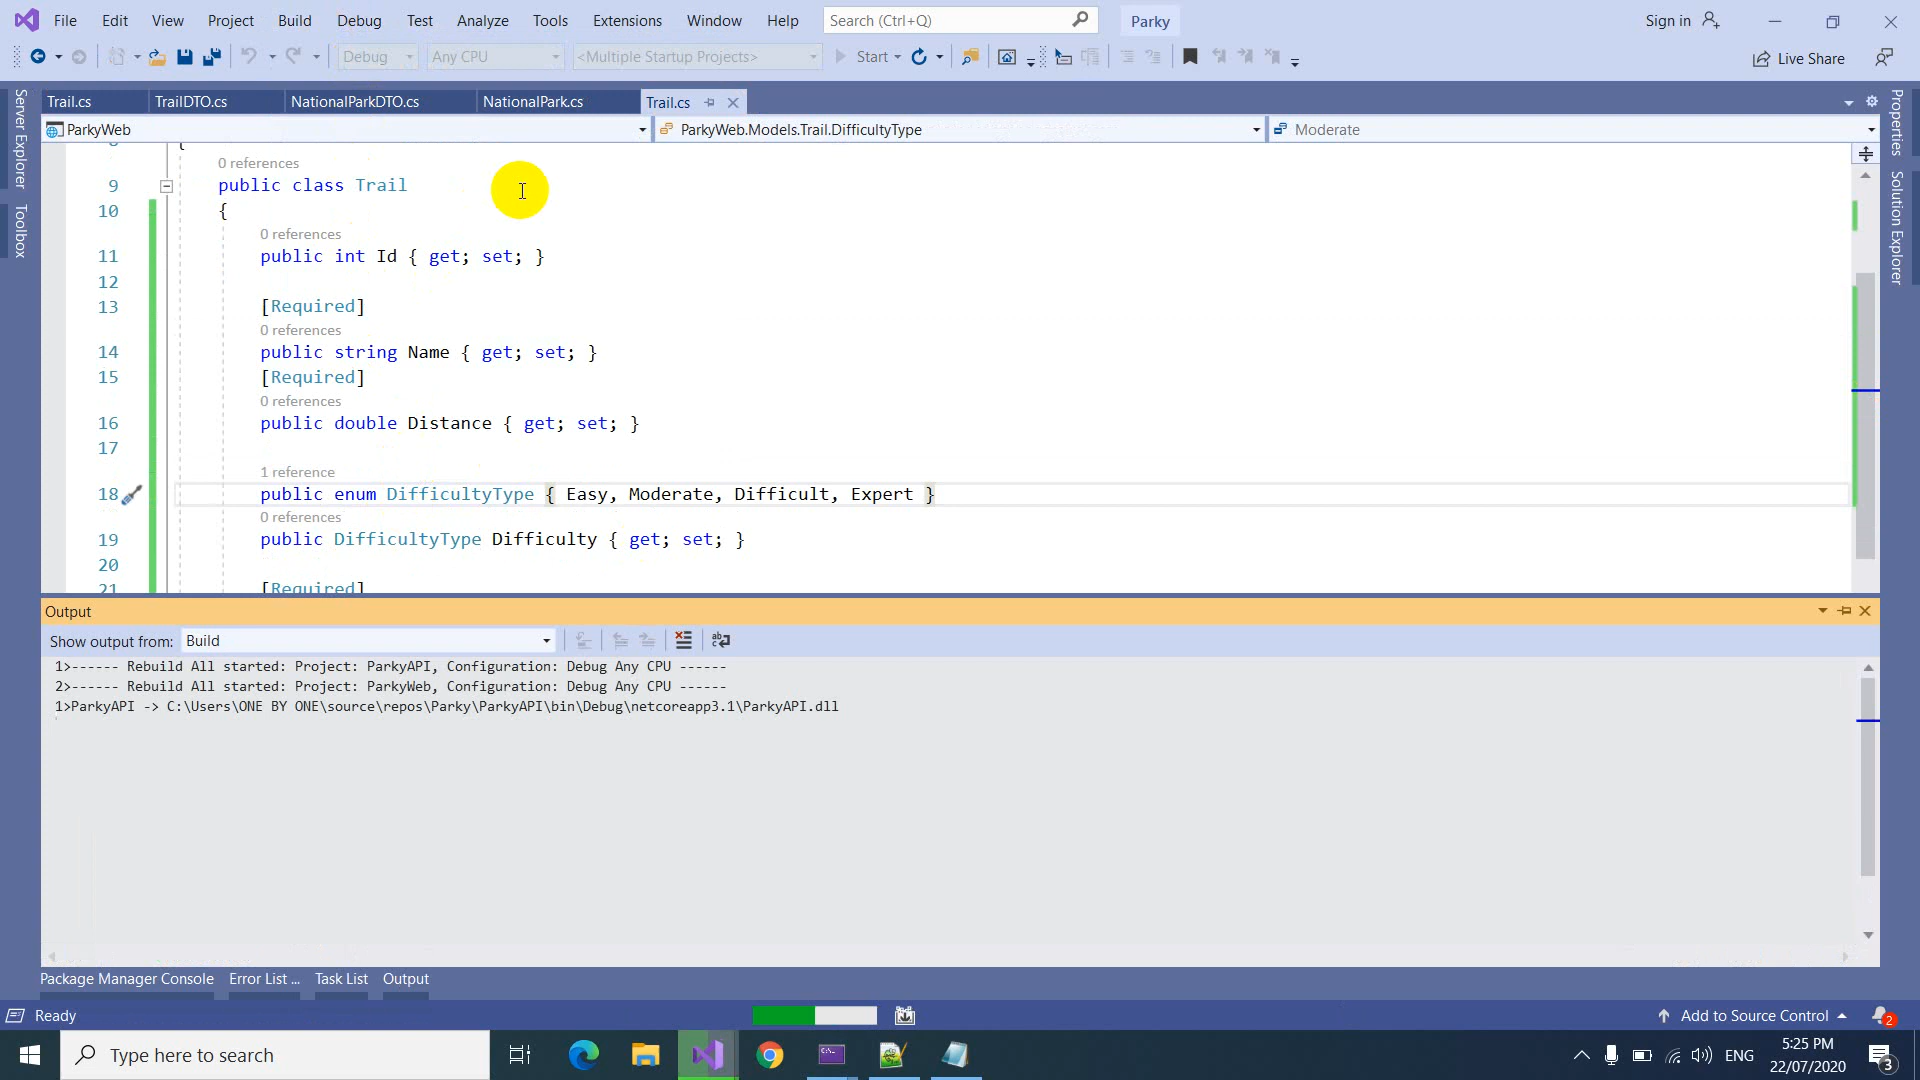 File Edit View Project Build Debug Test Analyze Tools Extensions Window Help Search (Ctrl+Q) Parky Sign in
Debug Any CPU <Multiple Startup Projects> Start Live Share
Server Explorer
Toolbox
Trail.cs TrailDTO.cs NationalParkDTO.cs NationalPark.cs Trail.cs
ParkyWeb ParkyWeb.Models.Trail.DifficultyType Moderate
Properties
Solution Explorer
{
0 references
9 public class Trail
10 {
0 references
11 public int Id { get; set; }
12
13 [Required]
0 references
14 public string Name { get; set; }
15 [Required]
0 references
16 public double Distance { get; set; }
17
1 reference
18 public enum DifficultyType { Easy, Moderate, Difficult, Expert }
0 references
19 public DifficultyType Difficulty { get; set; }
20
21 [Required]
Output
Show output from: Build
1>------ Rebuild All started: Project: ParkyAPI, Configuration: Debug Any CPU ------
2>------ Rebuild All started: Project: ParkyWeb, Configuration: Debug Any CPU ------
1>ParkyAPI -> C:\Users\ONE BY ONE\source\repos\Parky\ParkyAPI\bin\Debug\netcoreapp3.1\ParkyAPI.dll
Package Manager Console Error List ... Task List Output
Ready Add to Source Control 2
Type here to search ENG 5:25 PM
22/07/2020 3